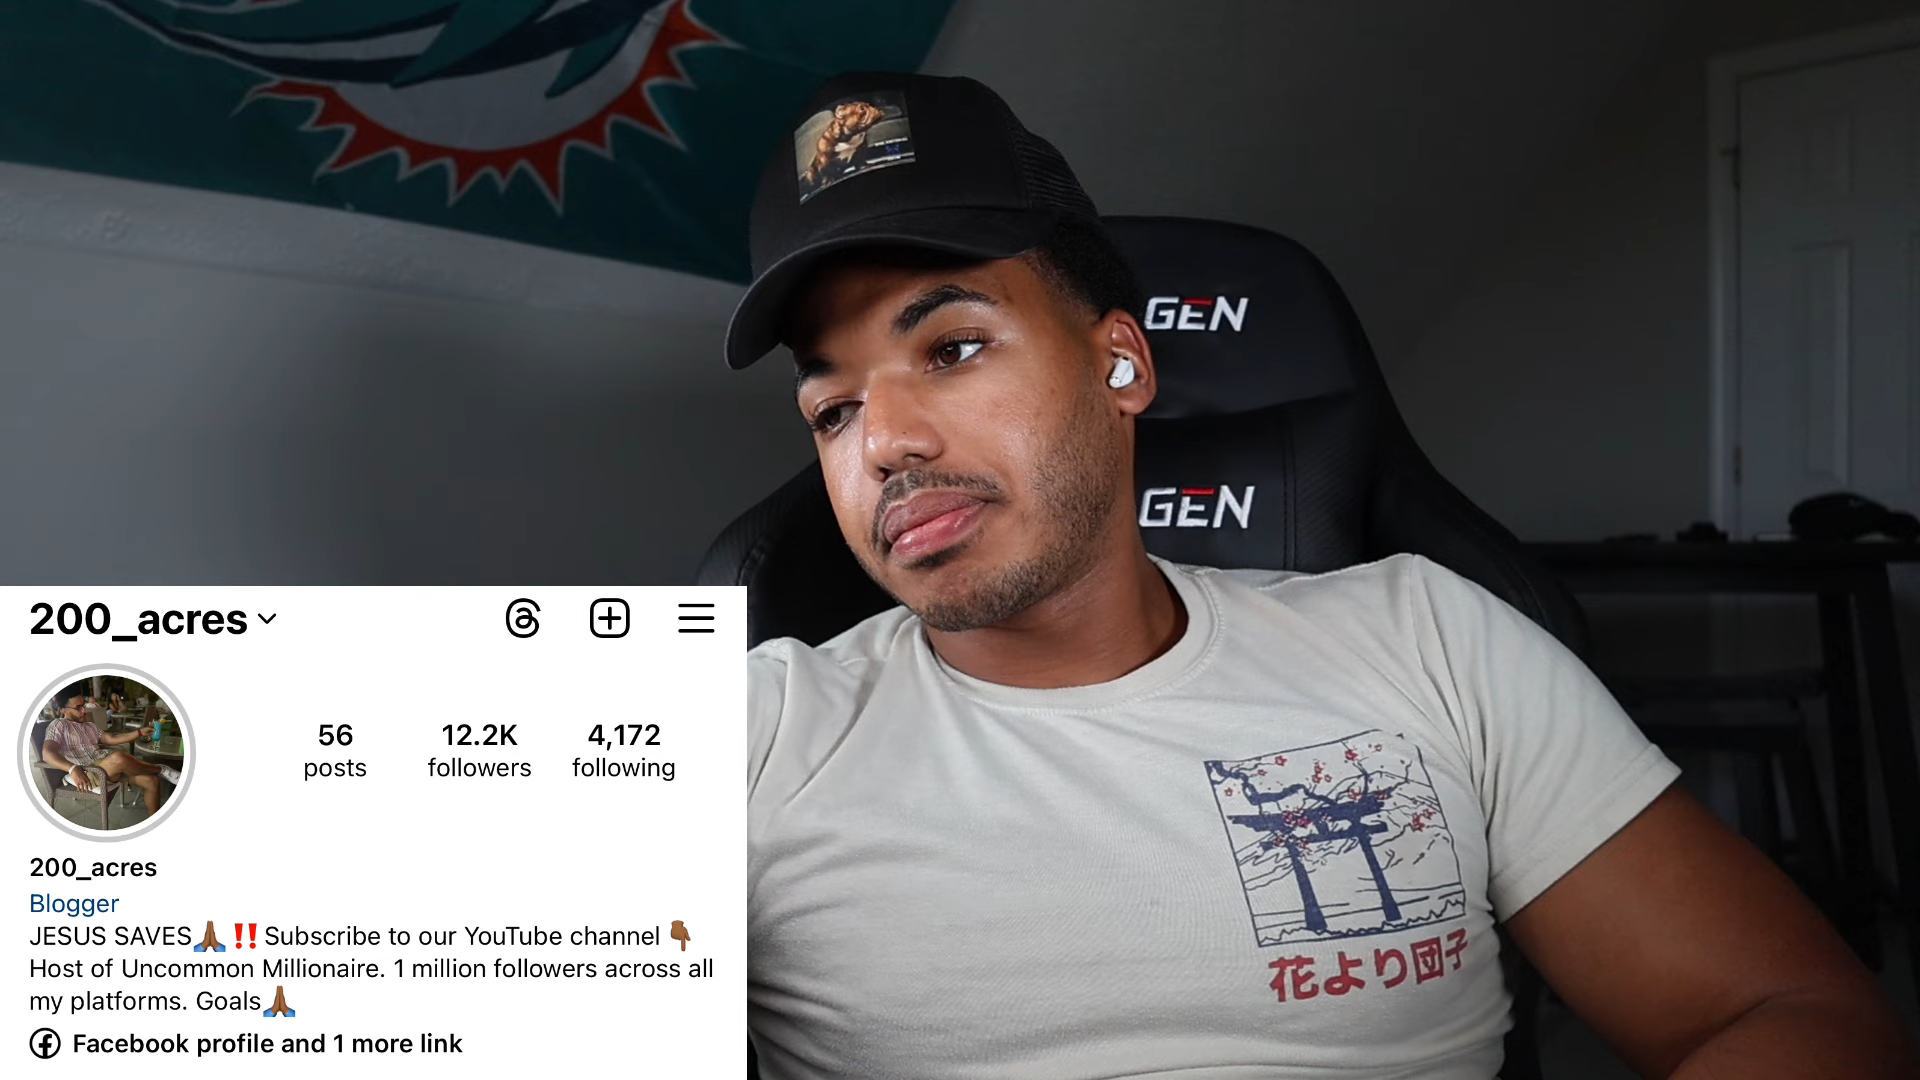 GEN
GEN
200_acres
56
posts
12.2K
followers
4,172
following
200_acres
Blogger
JESUS SAVES🙏🏾‼️Subscribe to our YouTube channel 👇🏾
Host of Uncommon Millionaire. 1 million followers across all
my platforms. Goals🙏🏾
Facebook profile and 1 more link
花より団子